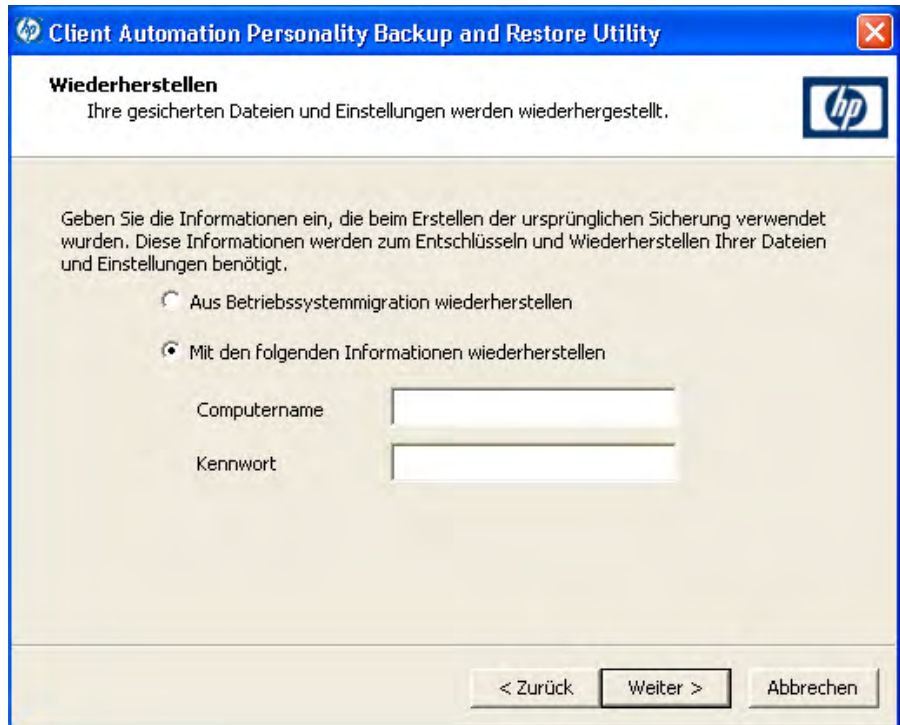 Client Automation Personality Backup and Restore Utility
Wiederherstellen
Ihre gesicherten Dateien und Einstellungen werden wiederhergestellt.
hp
Geben Sie die Informationen ein, die beim Erstellen der ursprünglichen Sicherung verwendet
wurden. Diese Informationen werden zum Entschlüsseln und Wiederherstellen Ihrer Dateien
und Einstellungen benötigt.
Aus Betriebssystemmigration wiederherstellen
Mit den folgenden Informationen wiederherstellen
Computername
Kennwort
< Zurück Weiter > Abbrechen